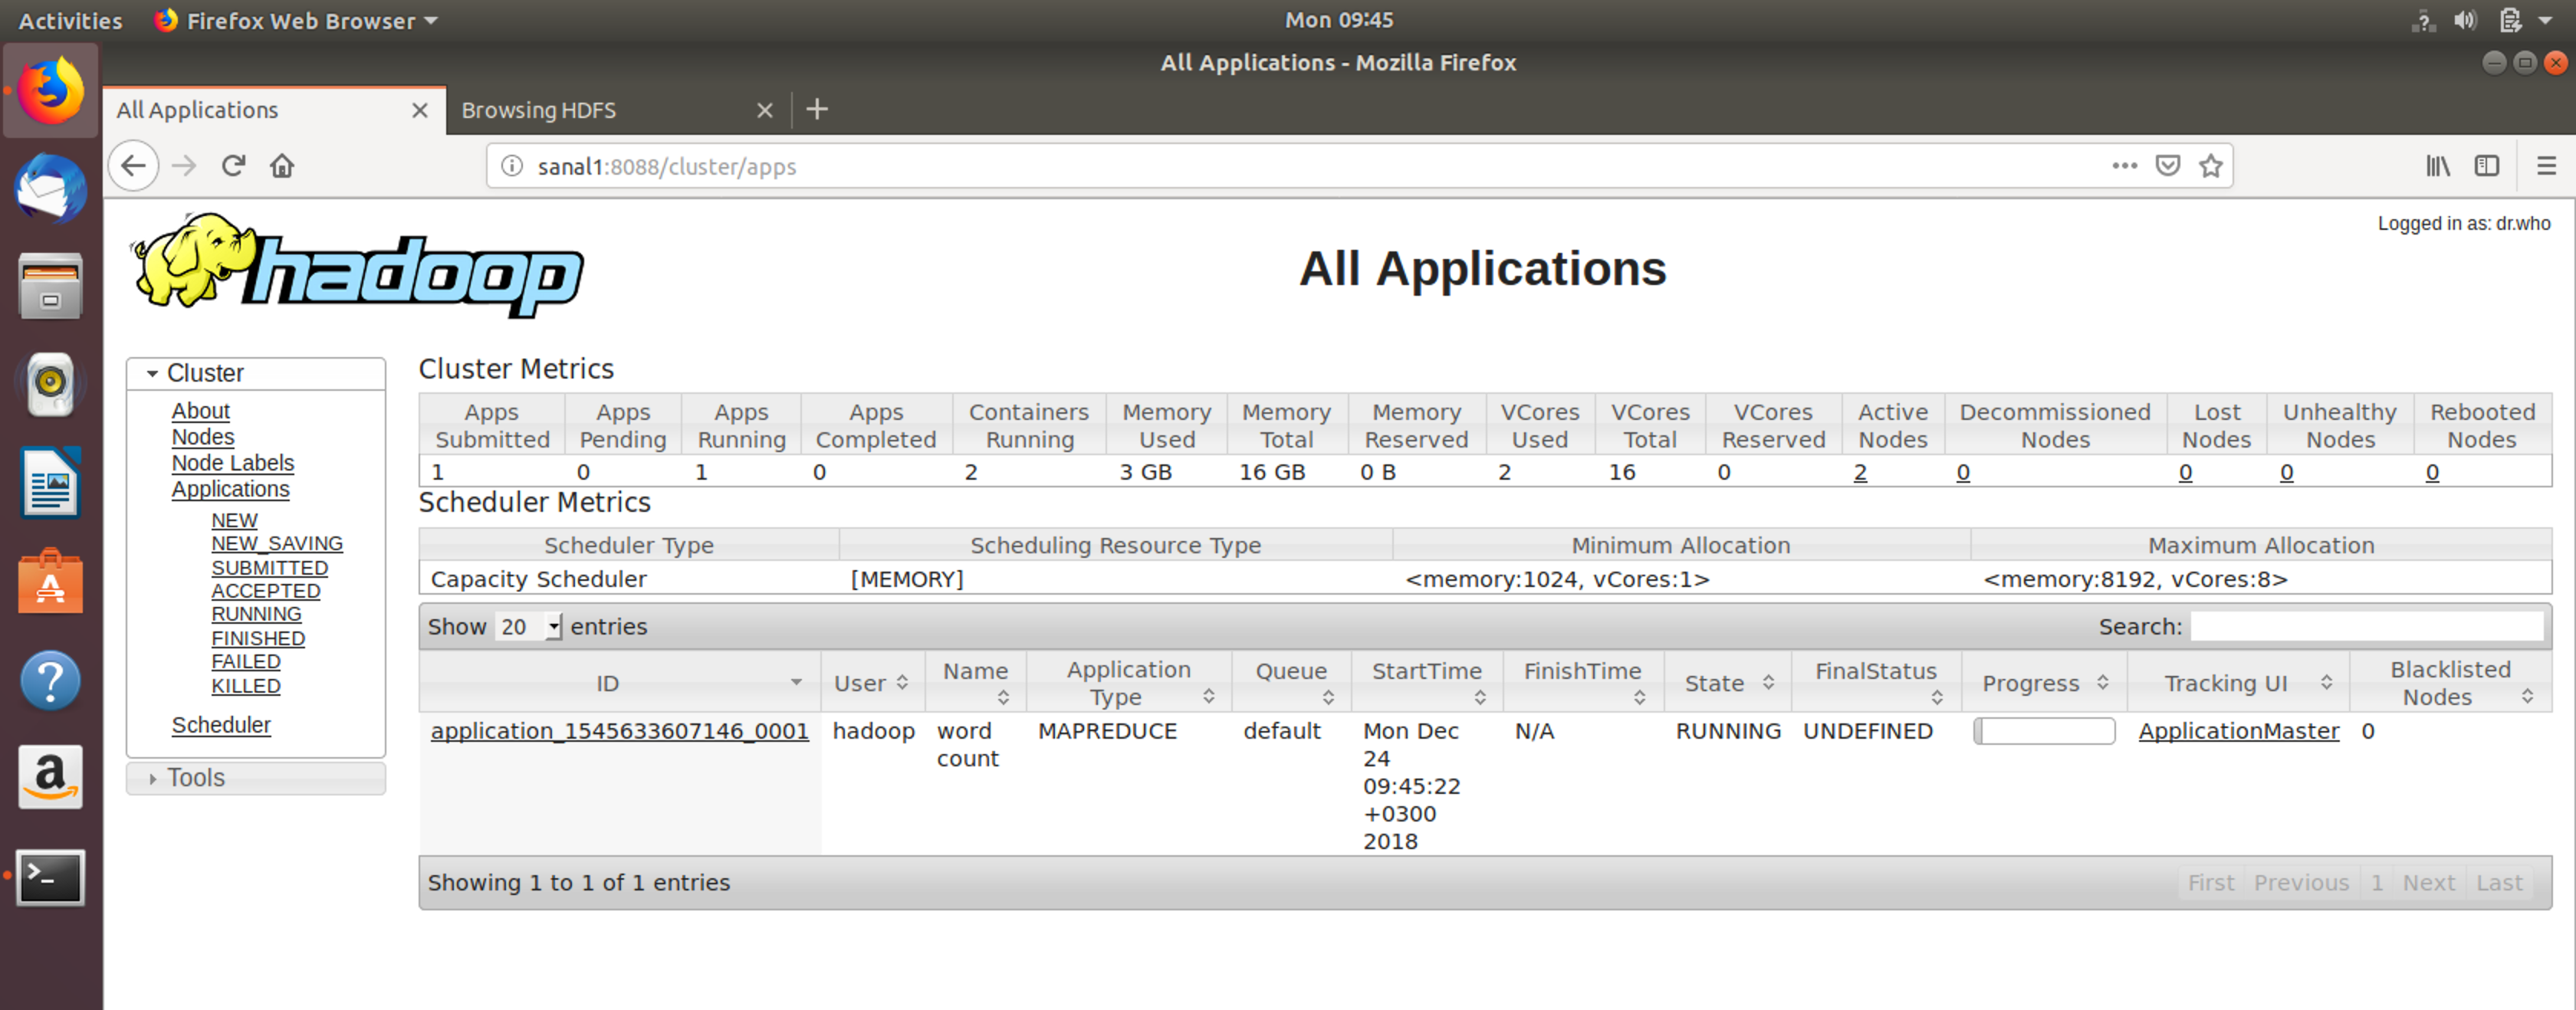 Activities Firefox Web Browser Mon 09:45
All Applications - Mozilla Firefox
All Applications Browsing HDFS
sanal1:8088/cluster/apps
Logged in as: dr.who
hadoop
All Applications
Cluster
About
Nodes
Node Labels
Applications
NEW
NEW_SAVING
SUBMITTED
ACCEPTED
RUNNING
FINISHED
FAILED
KILLED
Scheduler
Tools
Cluster Metrics
Apps Submitted Apps Pending Apps Running Apps Completed Containers Running Memory Used Memory Total Memory Reserved VCores Used VCores Total VCores Reserved Active Nodes Decommissioned Nodes Lost Nodes Unhealthy Nodes Rebooted Nodes
1 0 1 0 2 3 GB 16 GB 0 B 2 16 0 2 0 0 0 0
Scheduler Metrics
Scheduler Type Scheduling Resource Type Minimum Allocation Maximum Allocation
Capacity Scheduler [MEMORY] <memory:1024, vCores:1> <memory:8192, vCores:8>
Show 20 entries Search:
ID User Name Application Type Queue StartTime FinishTime State FinalStatus Progress Tracking UI Blacklisted Nodes
application_1545633607146_0001 hadoop word count MAPREDUCE default Mon Dec 24 09:45:22 +0300 2018 N/A RUNNING UNDEFINED ApplicationMaster 0
Showing 1 to 1 of 1 entries First Previous 1 Next Last